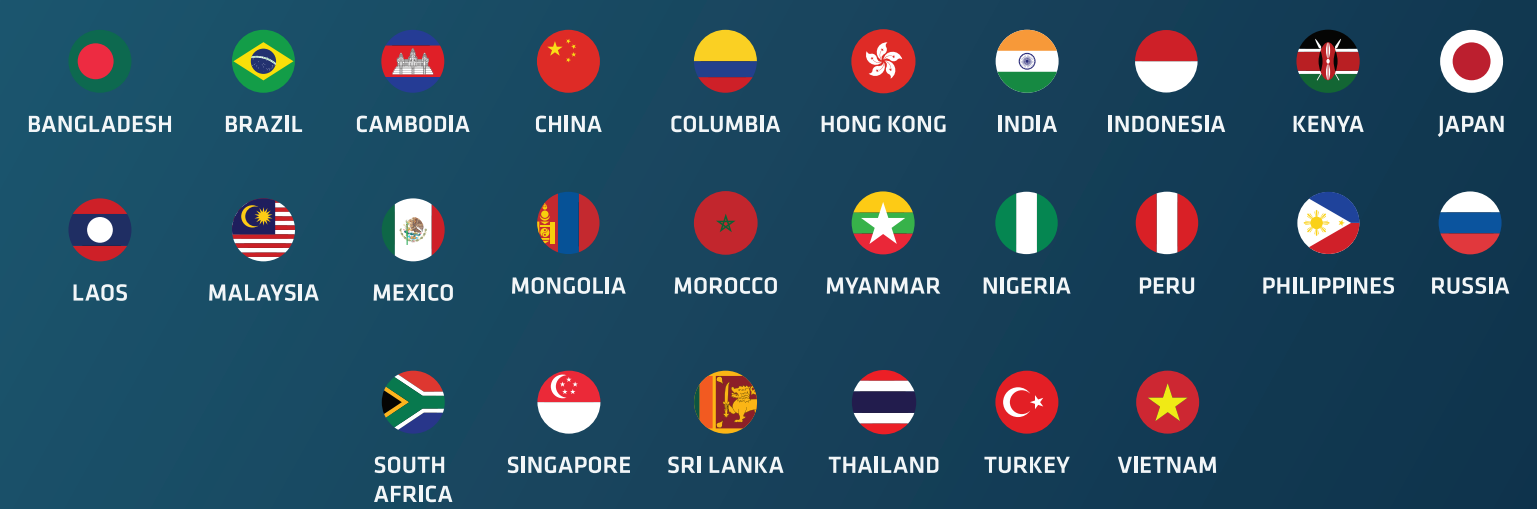 BANGLADESH
BRAZIL
CAMBODIA
CHINA
COLUMBIA
HONG KONG
INDIA
INDONESIA
KENYA
JAPAN
LAOS
MALAYSIA
MEXICO
MONGOLIA
MOROCCO
MYANMAR
NIGERIA
PERU
PHILIPPINES
RUSSIA
SOUTH
AFRICA
SINGAPORE
SRI LANKA
THAILAND
TURKEY
VIETNAM